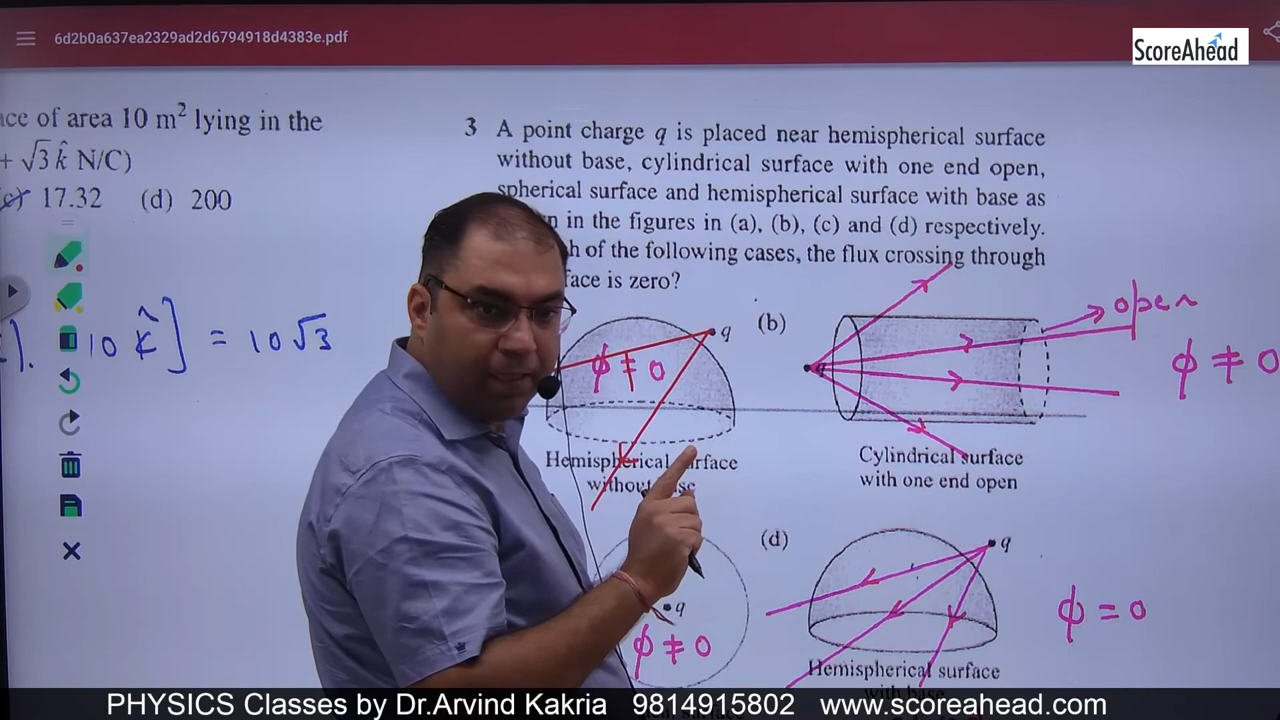 6d2b0a637ea2329ad2d6794918d4383e.pdf
ScoreAhead
ace of area 10 m² lying in the
+ √3 k̂ N/C)
(c) 17.32 (d) 200
10 k̂ ] = 10√3
3 A point charge q is placed near hemispherical surface
without base, cylindrical surface with one end open,
spherical surface and hemispherical surface with base as
in the figures in (a), (b), (c) and (d) respectively.
of the following cases, the flux crossing through
is zero?
q
ϕ ≠ 0
Hemispherical surface
without base
(b)
q
open
ϕ ≠ 0
Cylindrical surface
with one end open
q
ϕ ≠ 0
(d)
q
ϕ = 0
Hemispherical surface
with base
PHYSICS Classes by Dr.Arvind Kakria 9814915802 www.scoreahead.com